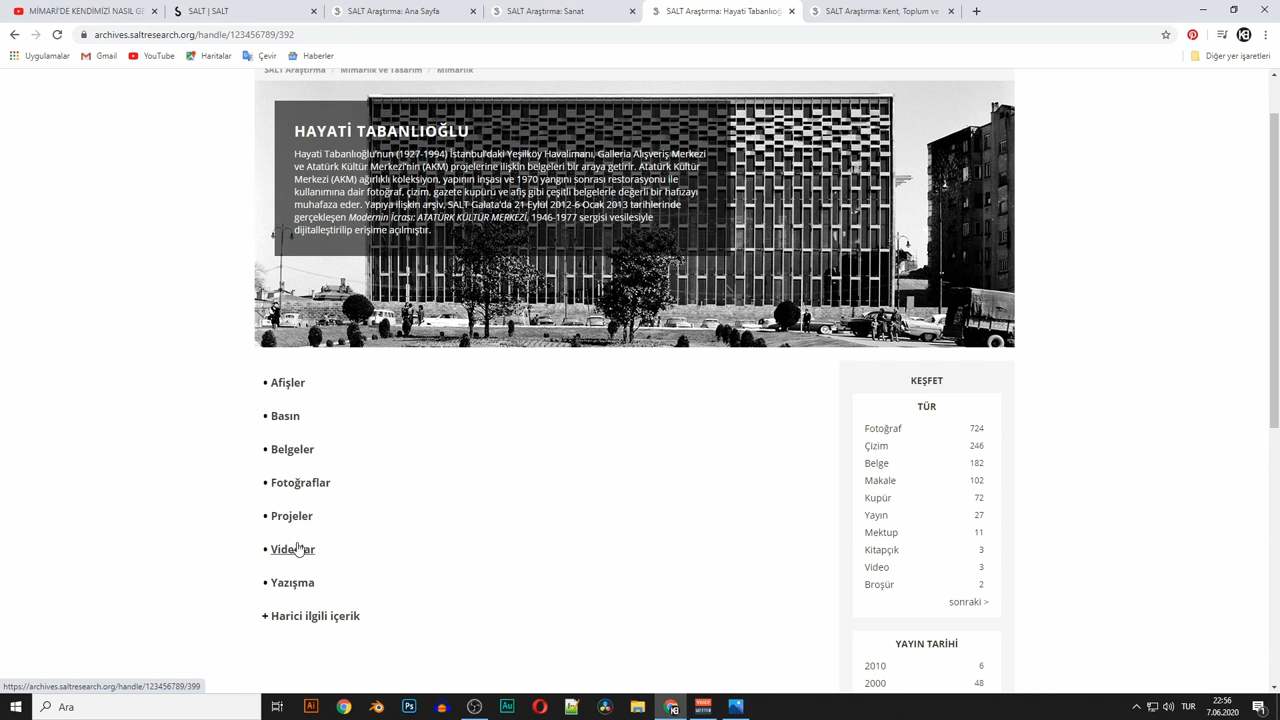 MİMARİ'DE KENDİMİZİ NASIL GE
SALT | SALT
SALT Araştırma: Ana Sayfa
SALT Araştırma: Sanat
SALT Araştırma: Hayati Tabanlıoğlu
SALT Araştırma: Kent, Toplum ve
archives.saltresearch.org/handle/123456789/392
Uygulamalar
Gmail
YouTube
Haritalar
Çevir
Haberler
Diğer yer işaretleri
SALT Araştırma / Mimarlık ve Tasarım / Mimarlık
HAYATİ TABANLIOĞLU
Hayati Tabanlıoğlu'nun (1927-1994) İstanbul'daki Yeşilköy Havalimanı, Galleria Alışveriş Merkezi
ve Atatürk Kültür Merkezi'nin (AKM) projelerine ilişkin belgeleri bir araya getirir. Atatürk Kültür
Merkezi (AKM) ağırlıklı koleksiyon, yapının inşası ve 1970 yangını sonrası restorasyonu ile
kullanımına dair fotoğraf, çizim, gazete kupürü ve afiş gibi çeşitli belgelerle değerli bir hafızayı
muhafaza eder. Yapıya ilişkin arşiv, SALT Galata'da 21 Eylül 2012-6 Ocak 2013 tarihlerinde
gerçekleşen Modernin İcrası: ATATÜRK KÜLTÜR MERKEZİ, 1946-1977 sergisi vesilesiyle
dijitalleştirilip erişime açılmıştır.
• Afişler
• Basın
• Belgeler
• Fotoğraflar
• Projeler
• Videolar
• Yazışma
+ Harici ilgili içerik
KEŞFET
TÜR
Fotoğraf 724
Çizim 246
Belge 182
Makale 102
Kupür 72
Yayın 27
Mektup 11
Kitapçık 3
Video 3
Broşür 2
sonraki >
YAYIN TARİHİ
2010 6
2000 48
https://archives.saltresearch.org/handle/123456789/399
Ara
Ai
Ps
Au
TUR
22:56
7.06.2020